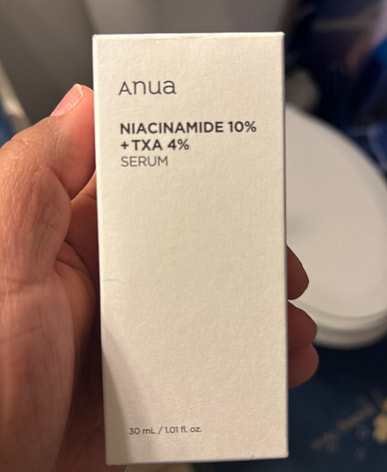 Anua
NIACINAMIDE 10%
+ TXA 4%
SERUM
30 mL / 1.01 fl. oz.